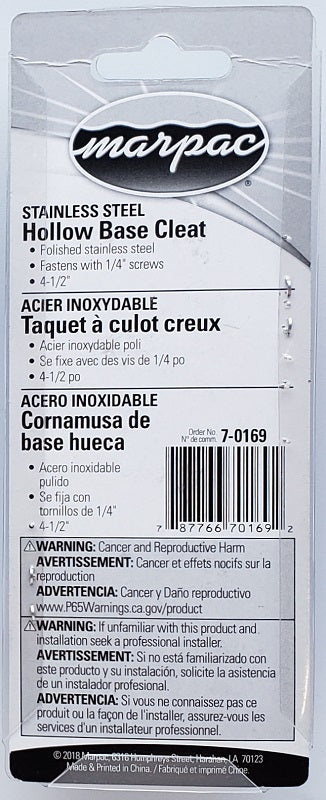 marpac
®
STAINLESS STEEL
Hollow Base Cleat
• Polished stainless steel
• Fastens with 1/4" screws
• 4-1/2"
ACIER INOXYDABLE
Taquet à culot creux
• Acier inoxydable poli
• Se fixe avec des vis de 1/4 po
• 4-1/2 po
ACERO INOXIDABLE
Cornamusa de
base hueca
• Acero inoxidable
pulido
• Se fija con
tornillos de 1/4"
• 4-1/2"
Order No.
N° de comm. 7-0169
7 87766 70169 2
⚠WARNING: Cancer and Reproductive Harm
AVERTISSEMENT: Cancer et effets nocifs sur la
reproduction
ADVERTENCIA: Cancer y Daño reproductivo
www.P65Warnings.ca.gov/product
⚠WARNING: If unfamiliar with this product and
installation seek a professional installer.
AVERTISSEMENT: Si no está familiarizado con
este producto y su instalación, solicite la asistencia
de un instalador profesional.
ADVERTENCIA: Si vous ne connaissez pas ce
produit ou la façon de l'installer, assurez-vous les
services d'un installateur professionnel.
© 2018 Marpac, 6316 Humphreys Street, Harahan, LA 70123
Made & Printed in China. / Fabriqué et imprimé Chine.